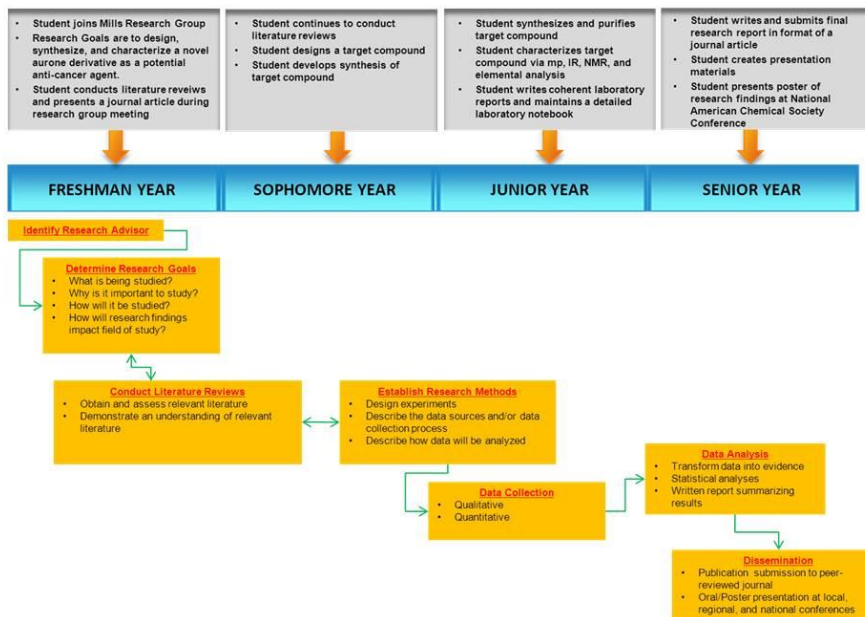 • Student joins Mills Research Group
• Research Goals are to design,
synthesize, and characterize a novel
aurone derivative as a potential
anti-cancer agent.
• Student conducts literature reveiws
and presents a journal article during
research group meeting
• Student continues to conduct
literature reviews
• Student designs a target compound
• Student develops synthesis of
target compound
• Student synthesizes and purifies
target compound
• Student characterizes target
compound via mp, IR, NMR, and
elemental analysis
• Student writes coherent laboratory
reports and maintains a detailed
laboratory notebook
• Student writes and submits final
research report in format of a
journal article
• Student creates presentation
materials
• Student presents poster of
research findings at National
American Chemical Society
Conference
FRESHMAN YEAR
SOPHOMORE YEAR
JUNIOR YEAR
SENIOR YEAR
Identify Research Advisor
Determine Research Goals
• What is being studied?
• Why is it important to study?
• How will it be studied?
• How will research findings
impact field of study?
Conduct Literature Reviews
• Obtain and assess relevant literature
• Demonstrate an understanding of relevant
literature
Establish Research Methods
• Design experiments
• Describe the data sources and/or data
collection process
• Describe how data will be analyzed
Data Collection
• Qualitative
• Quantitative
Data Analysis
• Transform data into evidence
• Statistical analyses
• Written report summarizing
results
Dissemination
• Publication submission to peer-
reviewed journal
• Oral/Poster presentation at local,
regional, and national conferences